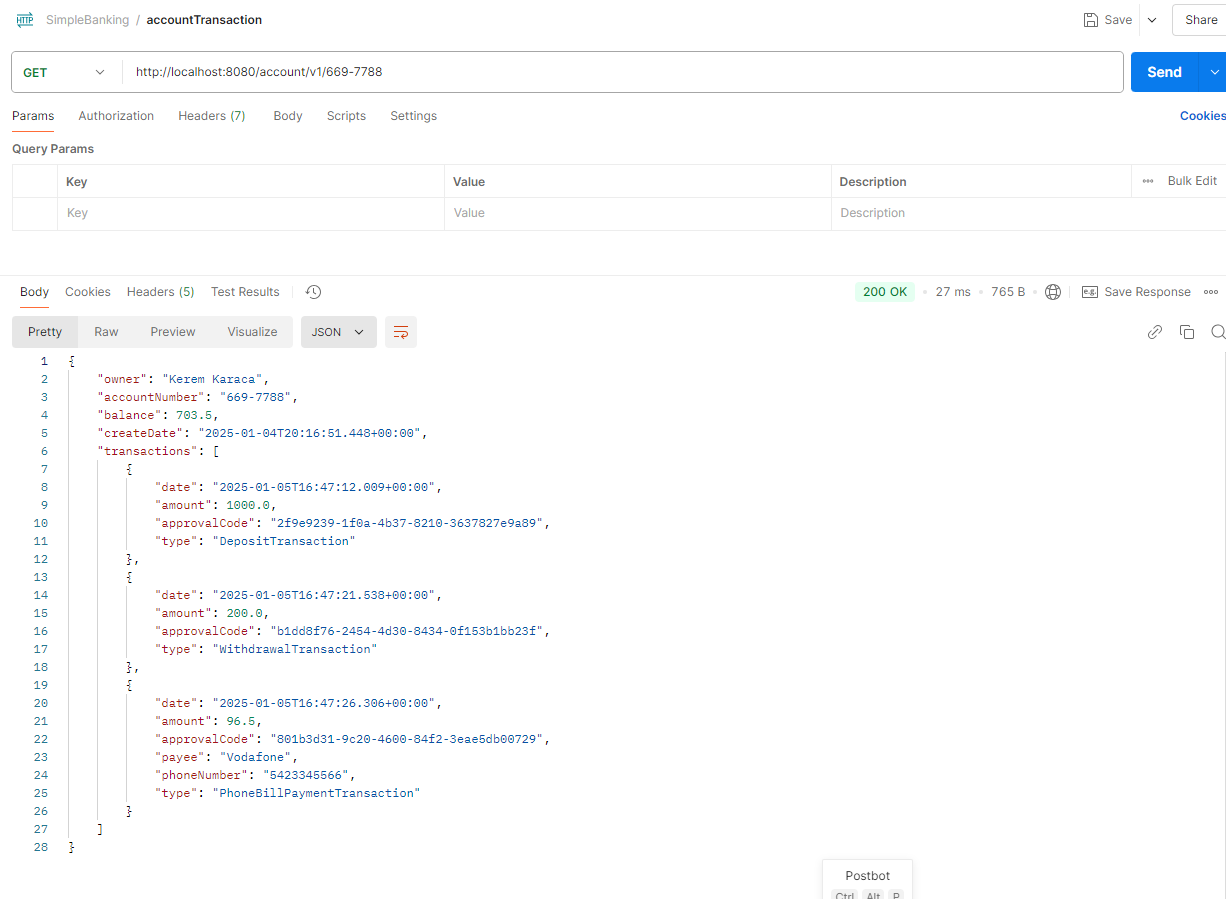 HTTP SimpleBanking / accountTransaction Save Share
GET http://localhost:8080/account/v1/669-7788 Send
Params Authorization Headers (7) Body Scripts Settings Cookies
Query Params
Key Value Description Bulk Edit
Key Value Description
Body Cookies Headers (5) Test Results 200 OK 27 ms 765 B e.g. Save Response
Pretty Raw Preview Visualize JSON
1 {
2 "owner": "Kerem Karaca",
3 "accountNumber": "669-7788",
4 "balance": 703.5,
5 "createDate": "2025-01-04T20:16:51.448+00:00",
6 "transactions": [
7 {
8 "date": "2025-01-05T16:47:12.009+00:00",
9 "amount": 1000.0,
10 "approvalCode": "2f9e9239-1f0a-4b37-8210-3637827e9a89",
11 "type": "DepositTransaction"
12 },
13 {
14 "date": "2025-01-05T16:47:21.538+00:00",
15 "amount": 200.0,
16 "approvalCode": "b1dd8f76-2454-4d30-8434-0f153b1bb23f",
17 "type": "WithdrawalTransaction"
18 },
19 {
20 "date": "2025-01-05T16:47:26.306+00:00",
21 "amount": 96.5,
22 "approvalCode": "801b3d31-9c20-4600-84f2-3eae5db00729",
23 "payee": "Vodafone",
24 "phoneNumber": "5423345566",
25 "type": "PhoneBillPaymentTransaction"
26 }
27 ]
28 }
Postbot
Ctrl Alt P